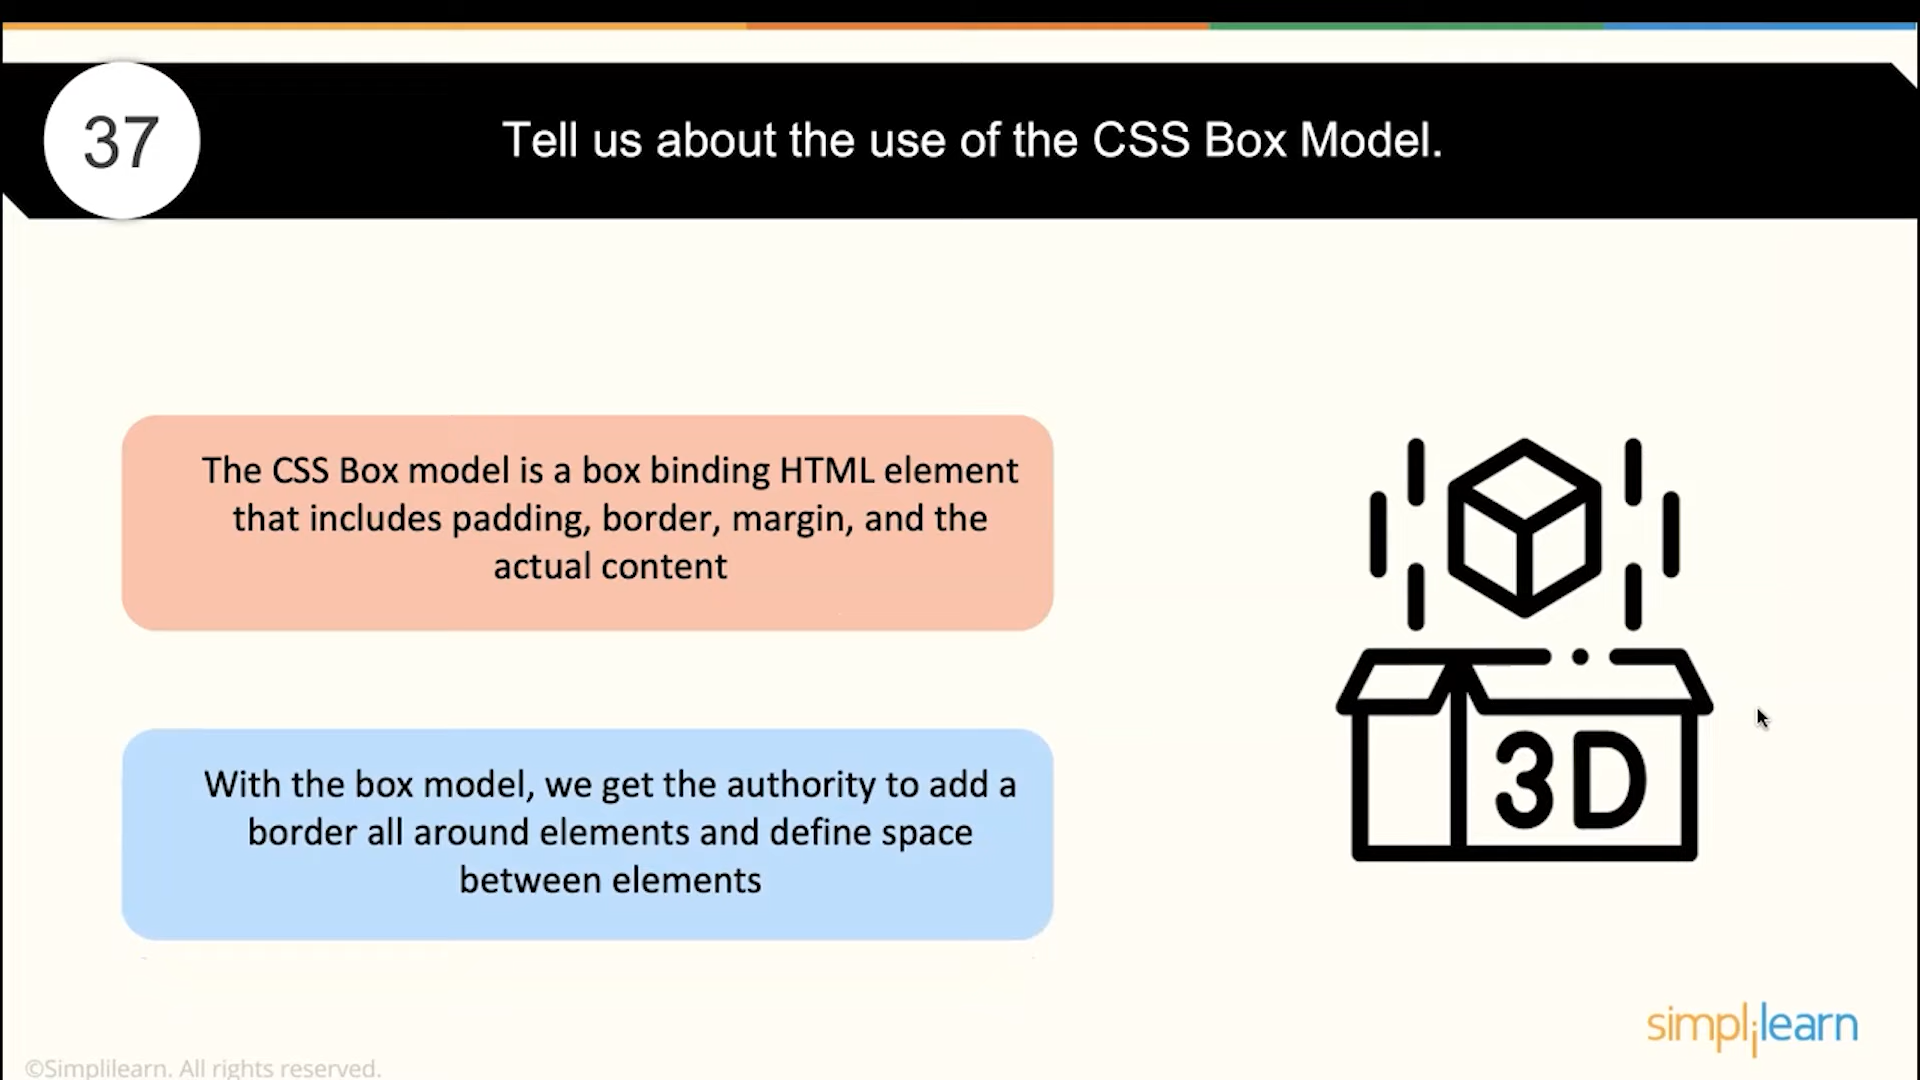 37
Tell us about the use of the CSS Box Model.
The CSS Box model is a box binding HTML element
that includes padding, border, margin, and the
actual content
3D
With the box model, we get the authority to add a
border all around elements and define space
between elements
simplilearn
©Simplilearn. All rights reserved.